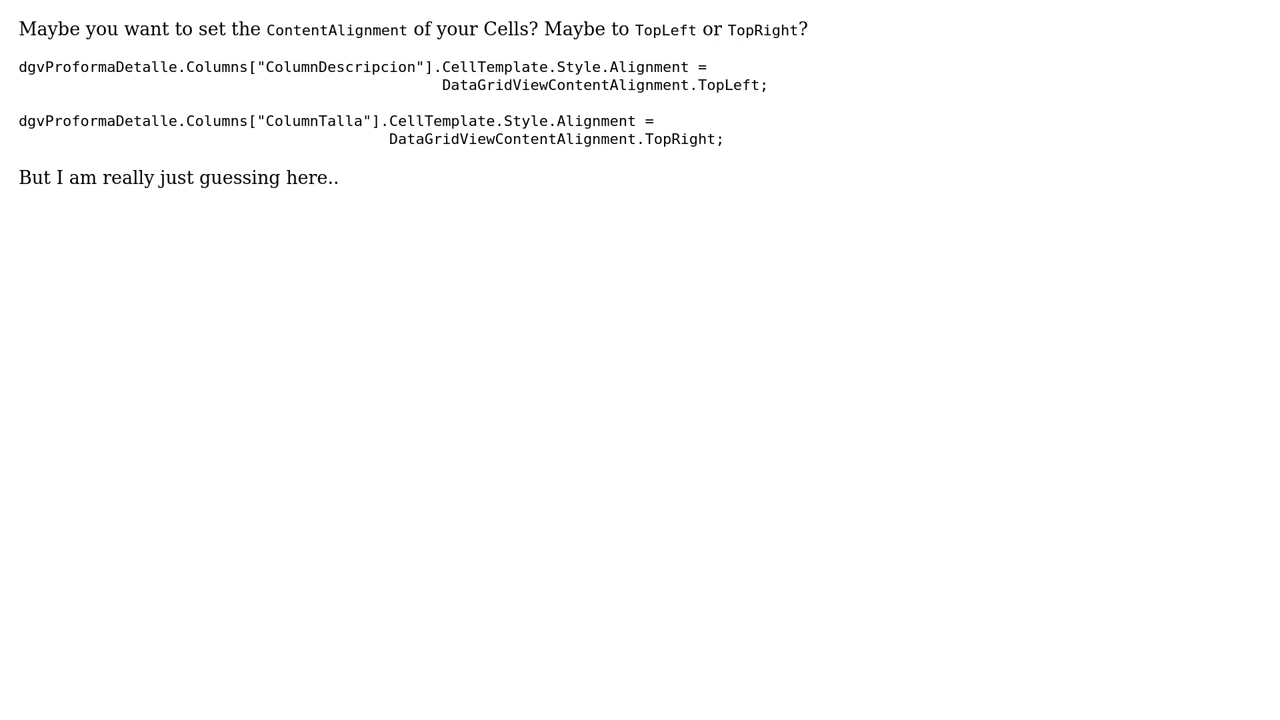 Maybe you want to set the ContentAlignment of your Cells? Maybe to TopLeft or TopRight?
dgvProformaDetalle.Columns["ColumnDescripcion"].CellTemplate.Style.Alignment =
DataGridViewContentAlignment.TopLeft;
dgvProformaDetalle.Columns["ColumnTalla"].CellTemplate.Style.Alignment =
DataGridViewContentAlignment.TopRight;
But I am really just guessing here..